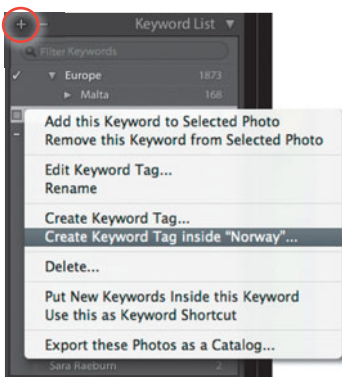 + − Keyword List ▼
Filter Keywords
✓ ▼ Europe 1873
► Malta 168
Add this Keyword to Selected Photo
Remove this Keyword from Selected Photo
Edit Keyword Tag...
Rename
Create Keyword Tag...
Create Keyword Tag inside “Norway”...
Delete...
Put New Keywords Inside this Keyword
Use this as Keyword Shortcut
Export these Photos as a Catalog...
Sara Raeburn 2